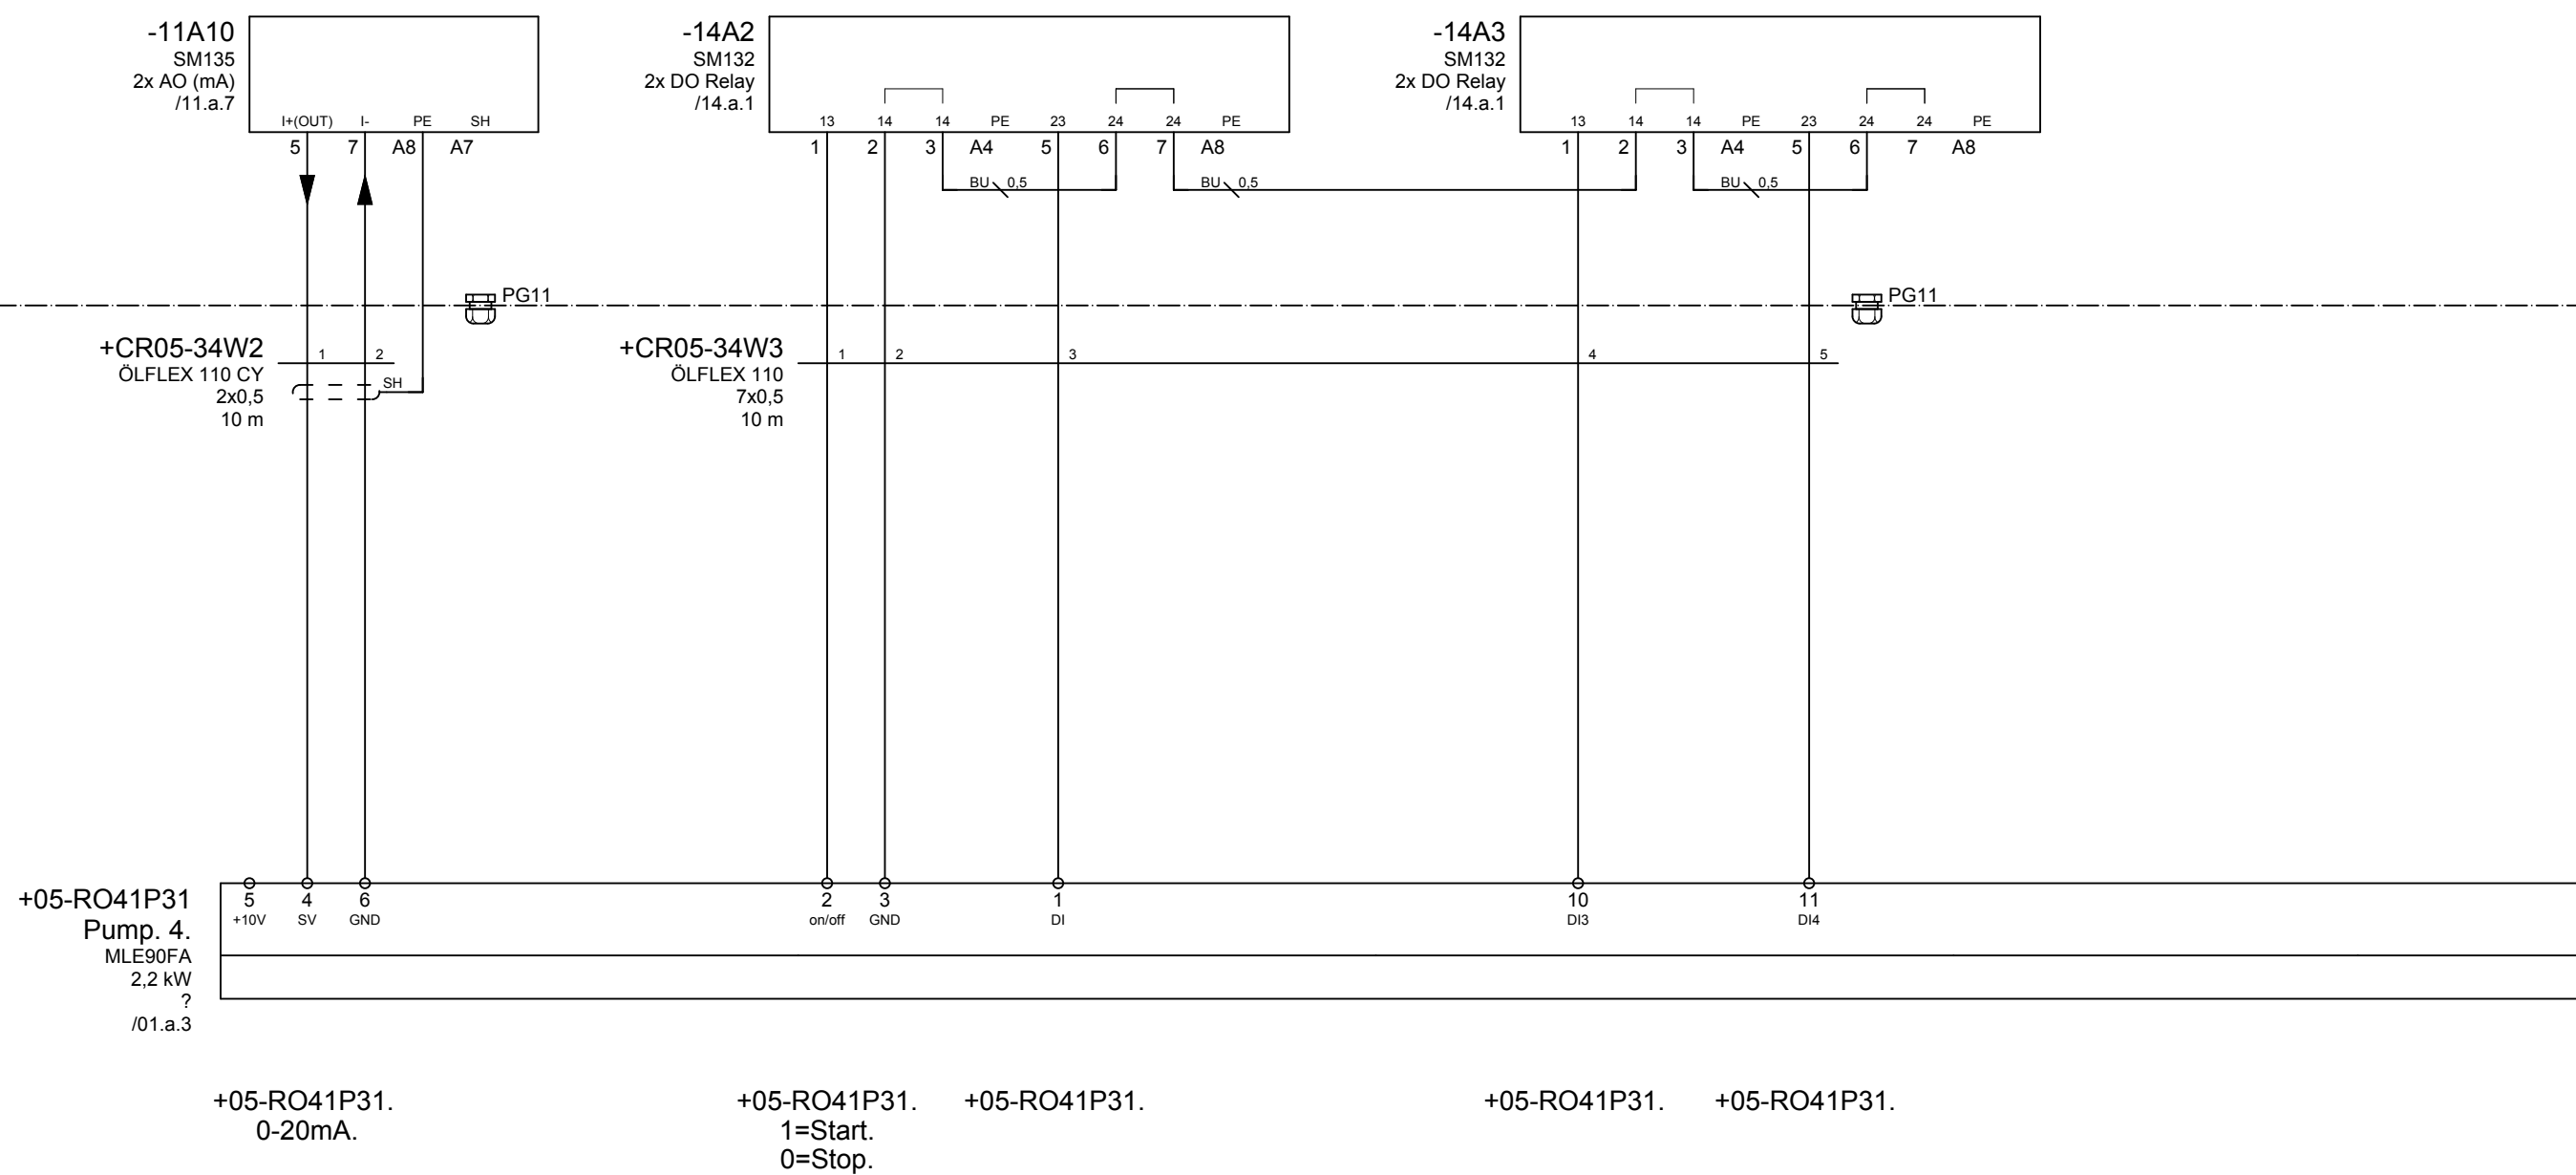 -11A10
SM135
2x AO (mA)
/11.a.7
I+(OUT) I- PE SH
5 7 A8 A7
-14A2
SM132
2x DO Relay
/14.a.1
13 14 14 PE 23 24 24 PE
1 2 3 A4 5 6 7 A8
BU 0,5 BU 0,5
-14A3
SM132
2x DO Relay
/14.a.1
13 14 14 PE 23 24 24 PE
1 2 3 A4 5 6 7 A8
BU 0,5
PG11 PG11
+CR05-34W2
ÖLFLEX 110 CY
2x0,5
10 m
1 2
SH
+CR05-34W3
ÖLFLEX 110
7x0,5
10 m
1 2 3 4 5
+05-RO41P31
Pump. 4.
MLE90FA
2,2 kW
?
/01.a.3
5 4 6 2 3 1 10 11
+10V SV GND on/off GND DI DI3 DI4
+05-RO41P31.
0-20mA.
+05-RO41P31.
1=Start.
0=Stop.
+05-RO41P31.
+05-RO41P31.
+05-RO41P31.